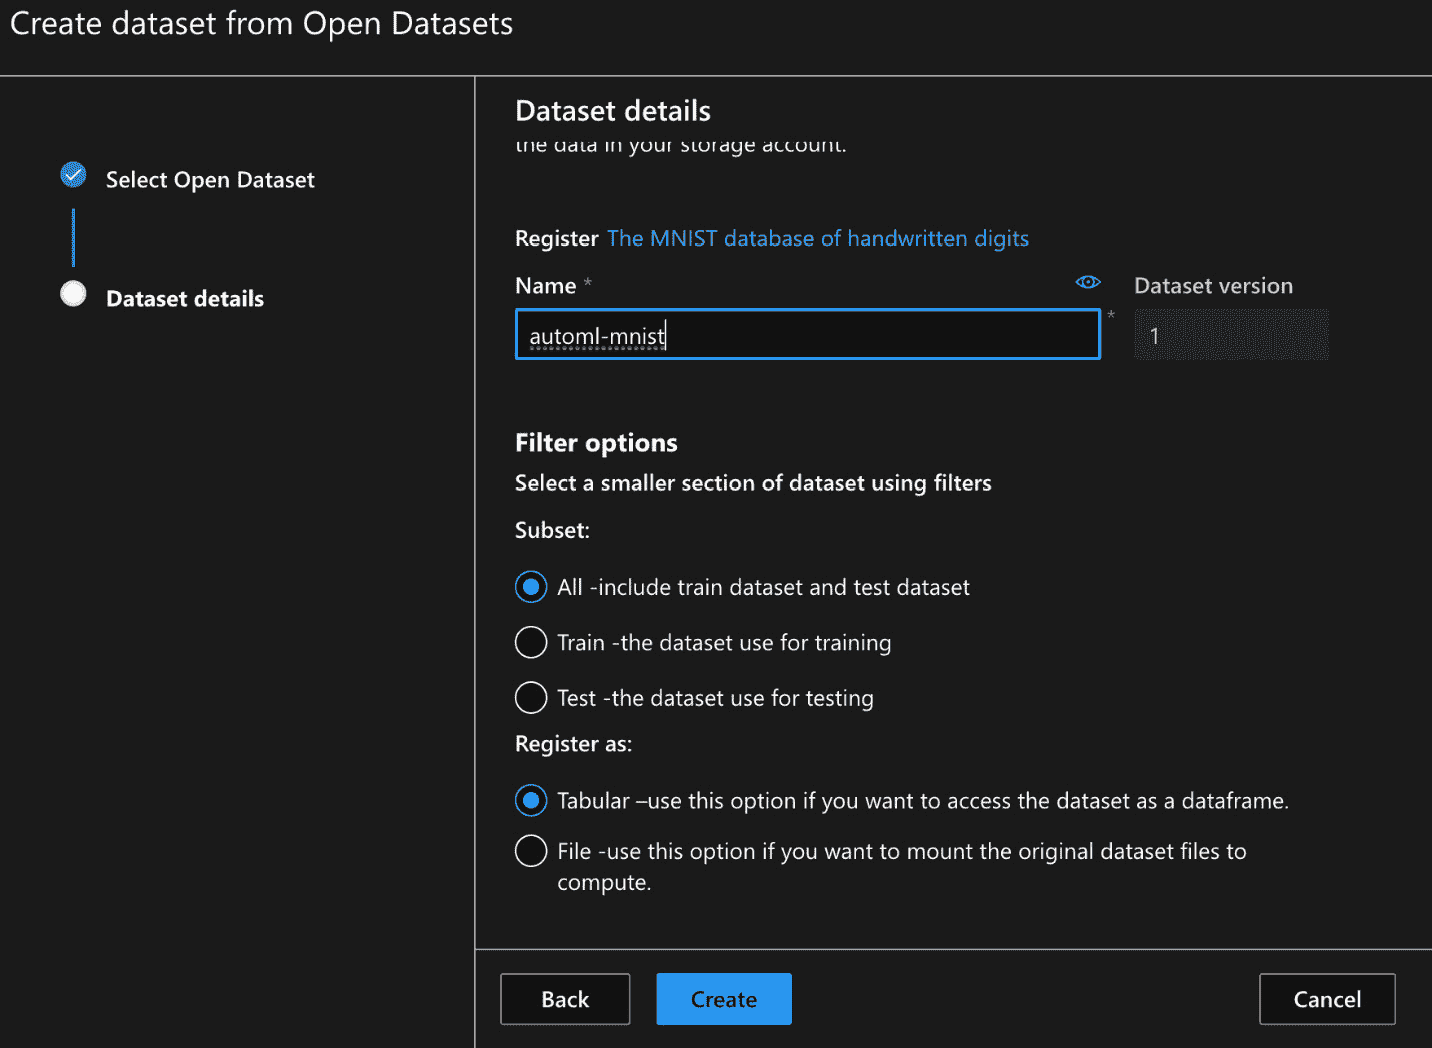 Create dataset from Open Datasets
Select Open Dataset
Dataset details
Dataset details
the data in your storage account.
Register The MNIST database of handwritten digits
Name *
Dataset version
automl-mnist
*
1
Filter options
Select a smaller section of dataset using filters
Subset:
All -include train dataset and test dataset
Train -the dataset use for training
Test -the dataset use for testing
Register as:
Tabular –use this option if you want to access the dataset as a dataframe.
File -use this option if you want to mount the original dataset files to
compute.
Back
Create
Cancel